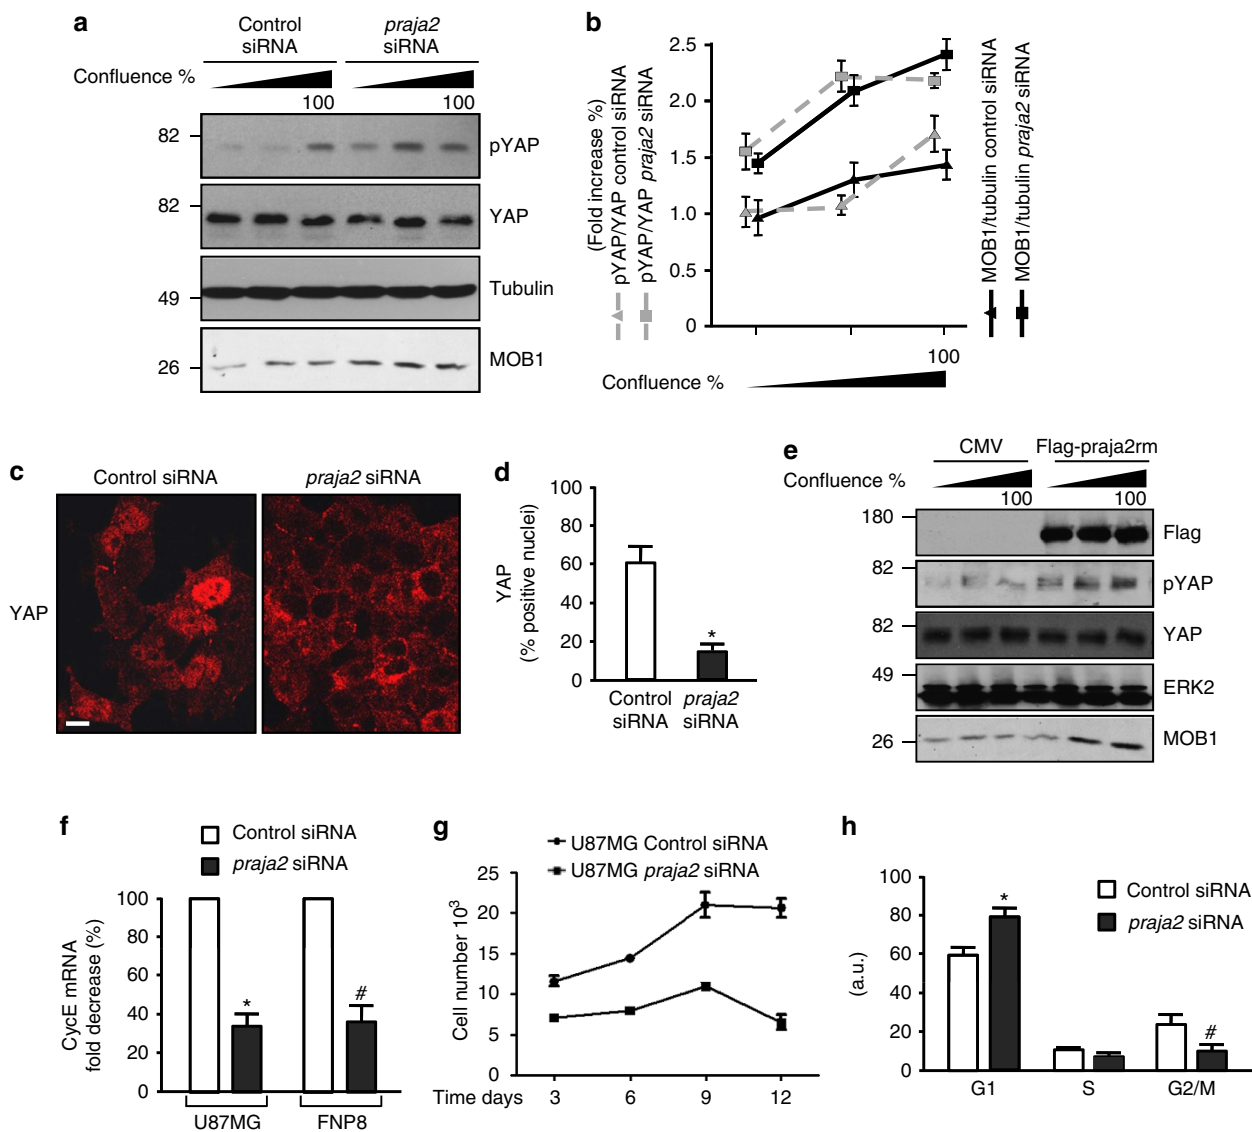 a
Control
siRNA
praja2
siRNA
Confluence %
100
100
82
pYAP
82
YAP
49
Tubulin
26
MOB1
b
(Fold increase %)
pYAP/YAP control siRNA
pYAP/YAP praja2 siRNA
2.5
2.0
1.5
1.0
0.5
0
MOB1/tubulin control siRNA
MOB1/tubulin praja2 siRNA
100
Confluence %
c
Control siRNA
praja2 siRNA
YAP
d
YAP
(% positive nuclei)
100
80
60
40
20
0
*
Control
siRNA
praja2
siRNA
e
CMV
Flag-praja2rm
Confluence %
100
100
180
Flag
82
pYAP
82
YAP
49
ERK2
26
MOB1
f
Control siRNA
praja2 siRNA
CycE mRNA
fold decrease (%)
100
80
60
40
20
0
*
#
U87MG
FNP8
g
U87MG Control siRNA
U87MG praja2 siRNA
Cell number 10³
25
20
15
10
5
0
Time days
3
6
9
12
h
Control siRNA
praja2 siRNA
(a.u.)
100
80
60
40
20
0
*
#
G1
S
G2/M